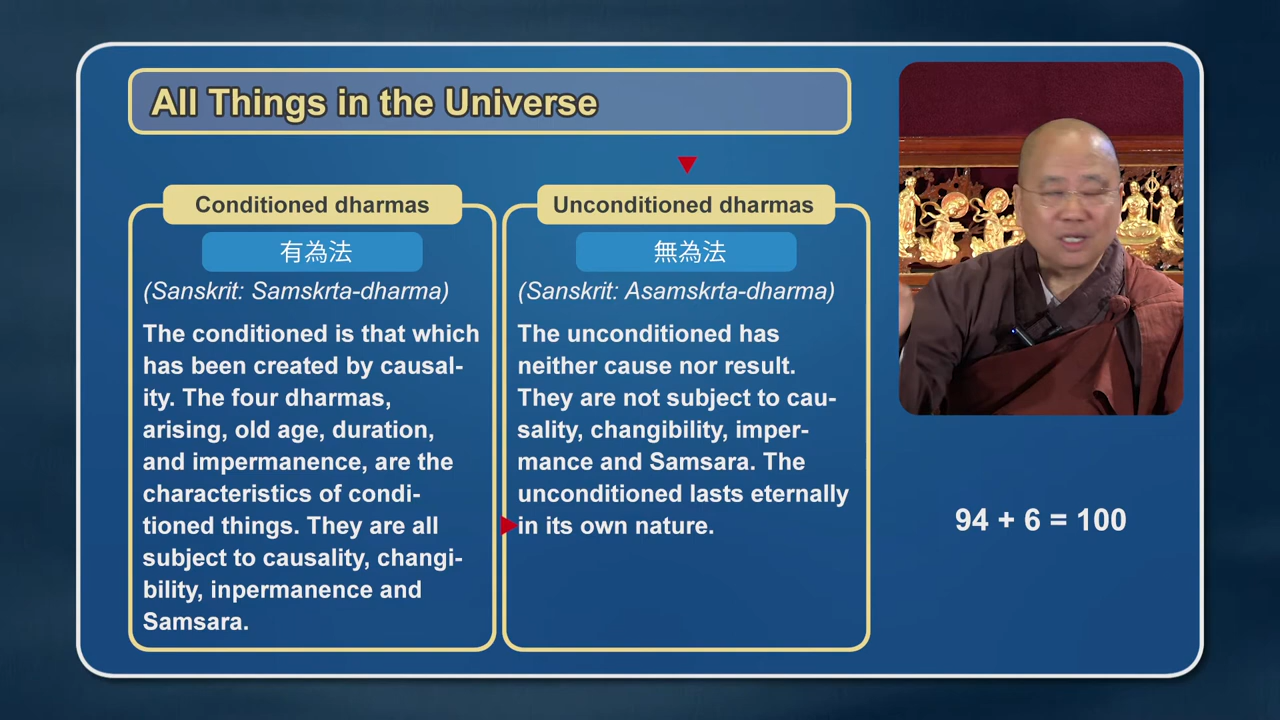 All Things in the Universe
Conditioned dharmas
有為法
(Sanskrit: Samskrta-dharma)
The conditioned is that which
has been created by causal-
ity. The four dharmas,
arising, old age, duration,
and impermanence, are the
characteristics of condi-
tioned things. They are all
subject to causality, changi-
bility, inpermanence and
Samsara.
Unconditioned dharmas
無為法
(Sanskrit: Asamskrta-dharma)
The unconditioned has
neither cause nor result.
They are not subject to cau-
sality, changibility, imper-
mance and Samsara. The
unconditioned lasts eternally
in its own nature.
94 + 6 = 100